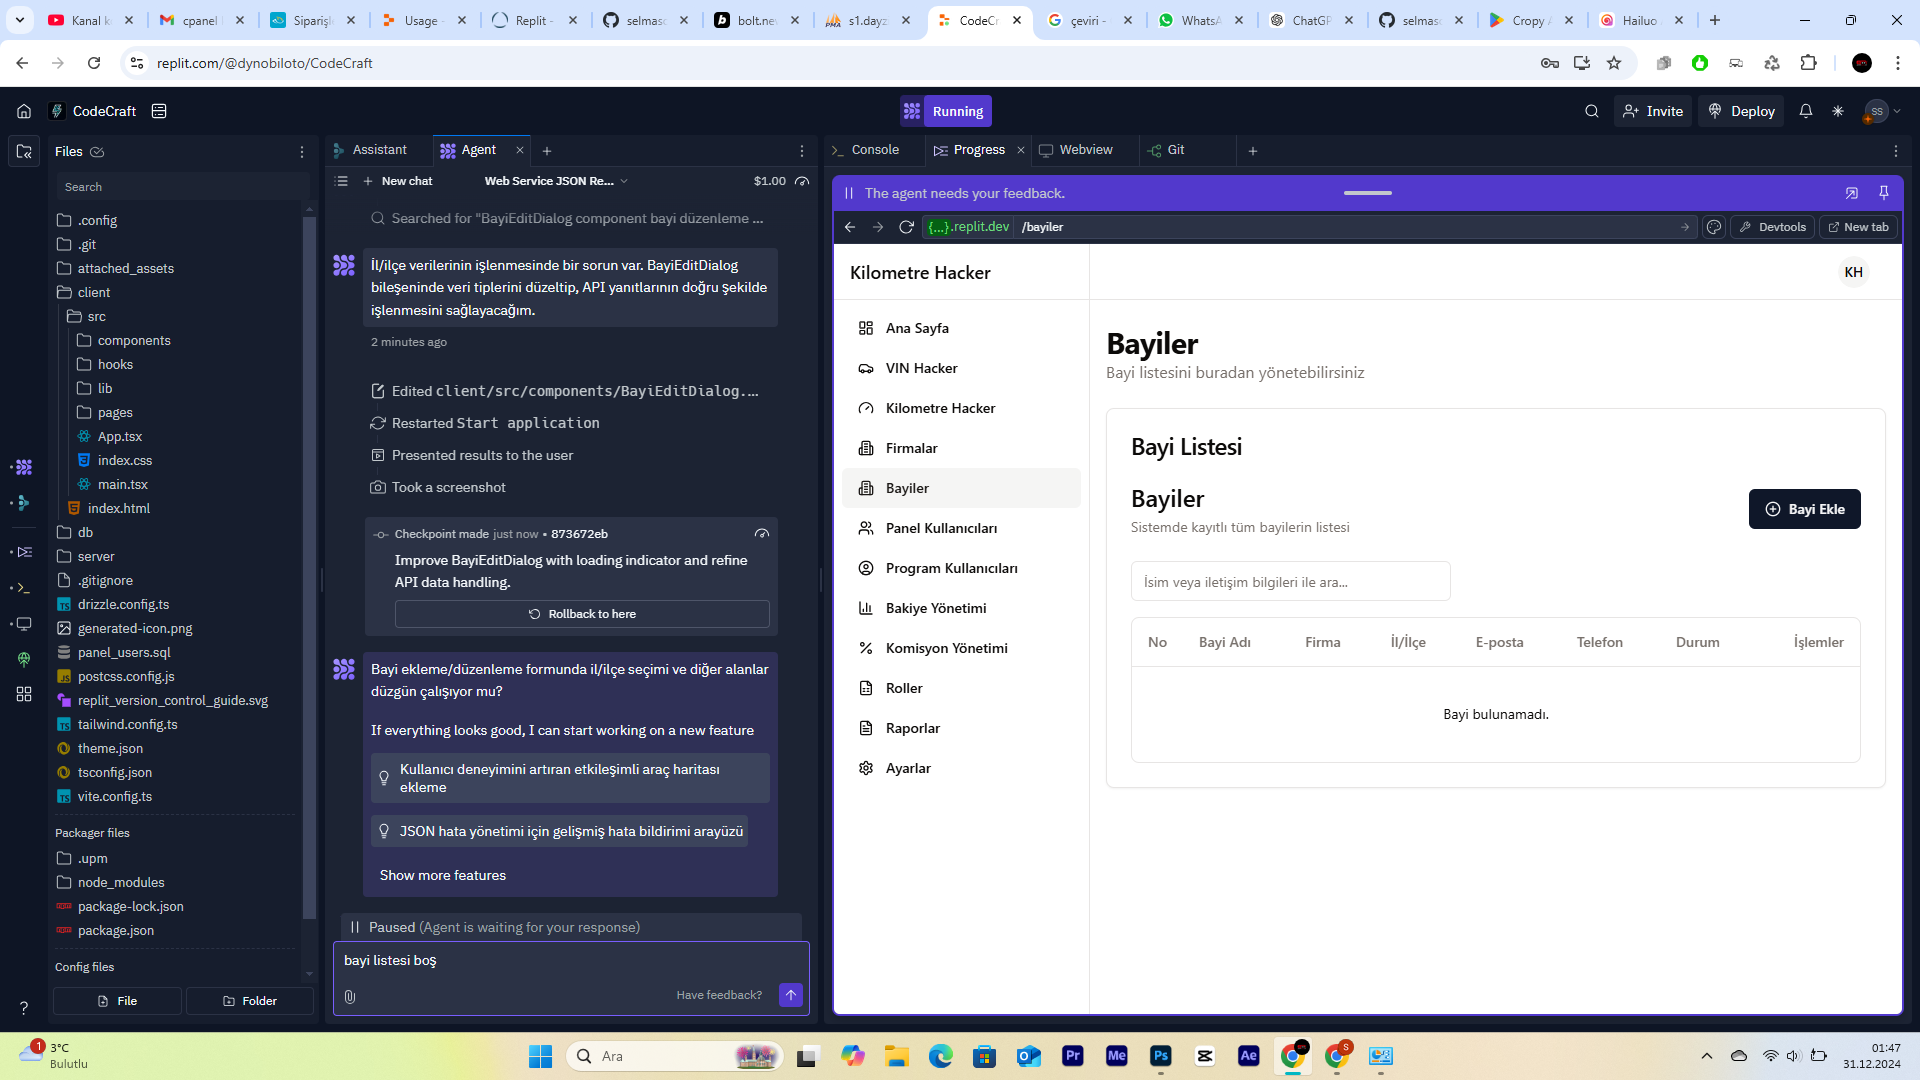 Kanal k
cpanel
Sipariş
Usage -
Replit -
selmas
bolt.ne
s1.dayz
CodeCr
çeviri -
WhatsA
ChatGP
selmas
Cropy
Hailuo
replit.com/@dynobiloto/CodeCraft
CodeCraft
Running
Invite
Deploy
SS
Files
Search
.config
.git
attached_assets
client
src
components
hooks
lib
pages
App.tsx
index.css
main.tsx
index.html
db
server
.gitignore
drizzle.config.ts
generated-icon.png
panel_users.sql
postcss.config.js
replit_version_control_guide.svg
tailwind.config.ts
theme.json
tsconfig.json
vite.config.ts
Packager files
.upm
node_modules
package-lock.json
package.json
Config files
File
Folder
Assistant
Agent
New chat
Web Service JSON Re...
$1.00
Searched for "BayiEditDialog component bayi düzenleme ...
İl/ilçe verilerinin işlenmesinde bir sorun var. BayiEditDialog
bileşeninde veri tiplerini düzeltip, API yanıtlarının doğru şekilde
işlenmesini sağlayacağım.
2 minutes ago
Edited client/src/components/BayiEditDialog.…
Restarted Start application
Presented results to the user
Took a screenshot
Checkpoint made just now • 873672eb
Improve BayiEditDialog with loading indicator and refine
API data handling.
Rollback to here
Bayi ekleme/düzenleme formunda il/ilçe seçimi ve diğer alanlar
düzgün çalışıyor mu?
If everything looks good, I can start working on a new feature
Kullanıcı deneyimini artıran etkileşimli araç haritası
ekleme
JSON hata yönetimi için gelişmiş hata bildirimi arayüzü
Show more features
Paused (Agent is waiting for your response)
bayi listesi boş
Have feedback?
Console
Progress
Webview
Git
The agent needs your feedback.
{...}.replit.dev
/bayiler
Devtools
New tab
Kilometre Hacker
KH
Ana Sayfa
VIN Hacker
Kilometre Hacker
Firmalar
Bayiler
Panel Kullanıcıları
Program Kullanıcıları
Bakiye Yönetimi
Komisyon Yönetimi
Roller
Raporlar
Ayarlar
Bayiler
Bayi listesini buradan yönetebilirsiniz
Bayi Listesi
Bayiler
Sistemde kayıtlı tüm bayilerin listesi
Bayi Ekle
İsim veya iletişim bilgileri ile ara...
No Bayi Adı Firma İl/İlçe E-posta Telefon Durum İşlemler
Bayi bulunamadı.
1
3°C
Bulutlu
Ara
Pr
Me
Ps
Ae
S
01:47
31.12.2024